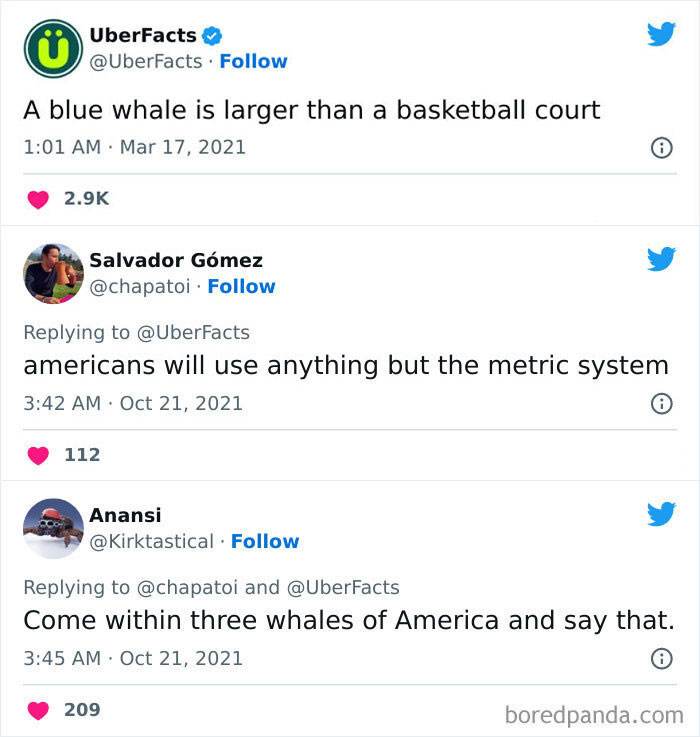 UberFacts
@UberFacts · Follow
A blue whale is larger than a basketball court
1:01 AM · Mar 17, 2021
2.9K
Salvador Gómez
@chapatoi · Follow
Replying to @UberFacts
americans will use anything but the metric system
3:42 AM · Oct 21, 2021
112
Anansi
@Kirktastical · Follow
Replying to @chapatoi and @UberFacts
Come within three whales of America and say that.
3:45 AM · Oct 21, 2021
209
boredpanda.com